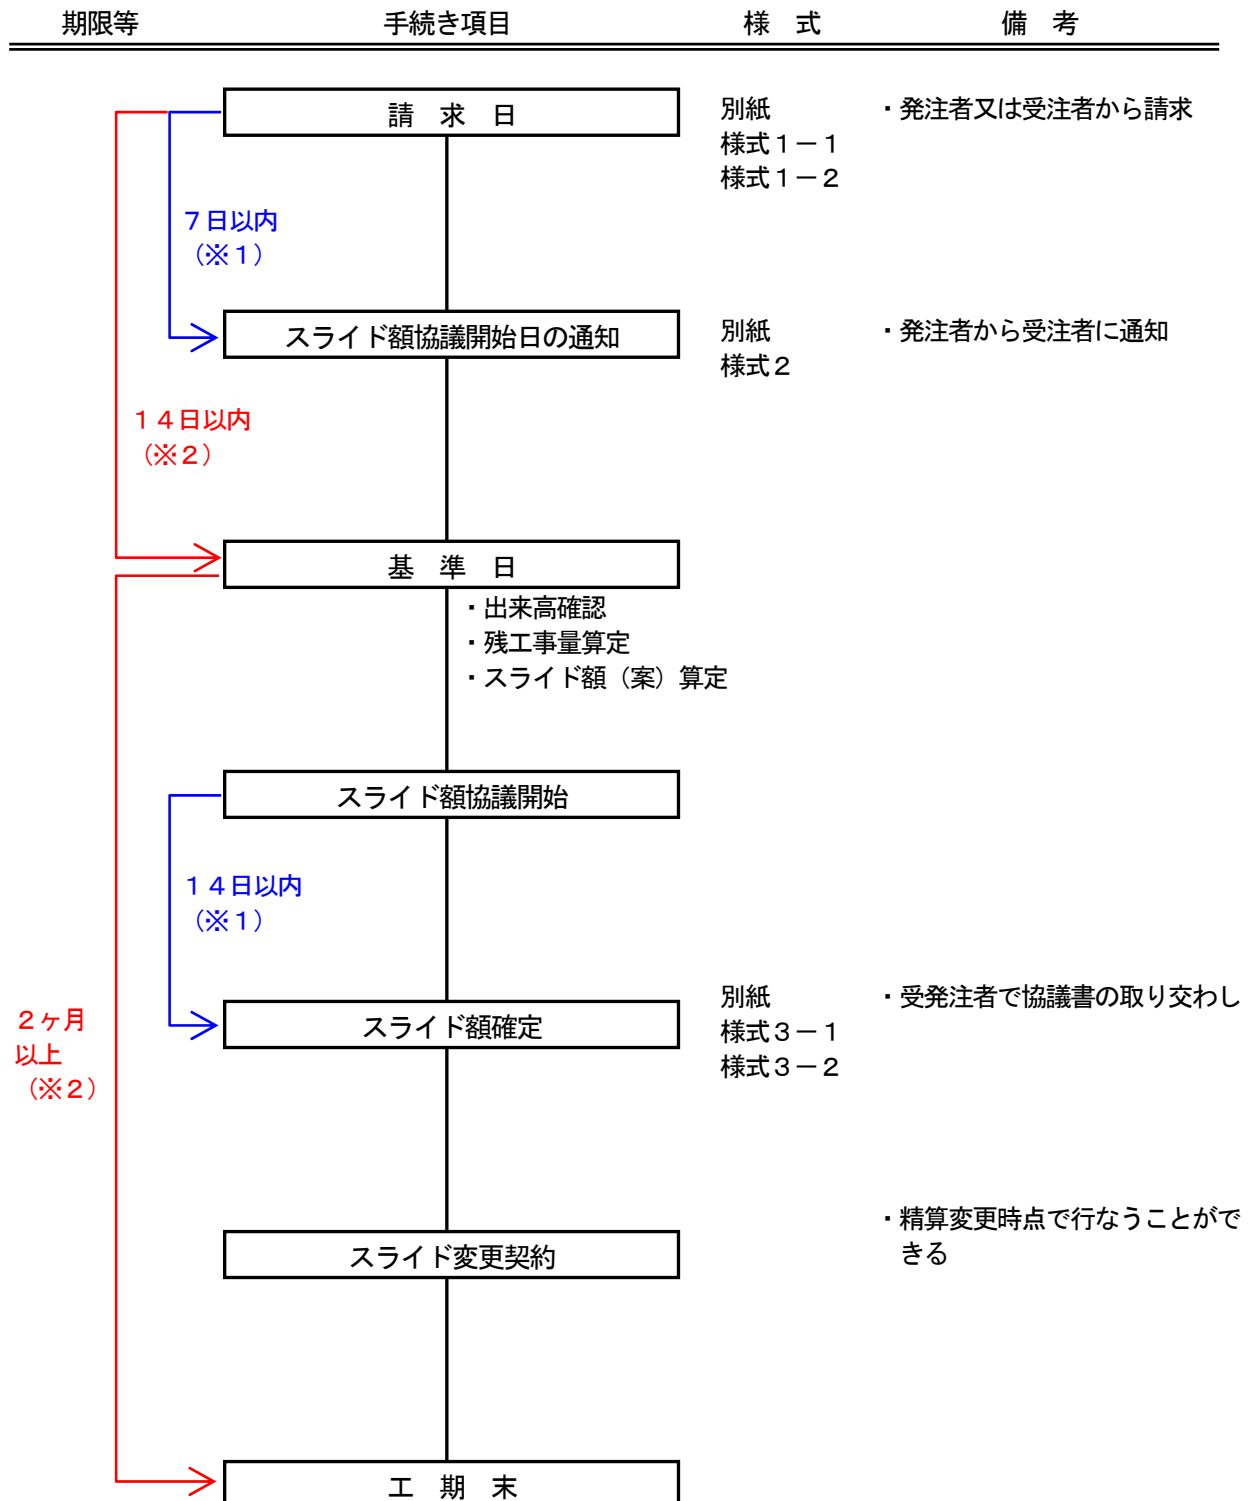 期限等　手続き項目　様　式　備　考
請　求　日
別紙
様式１－１
様式１－２
・発注者又は受注者から請求
７日以内
（※１）
スライド額協議開始日の通知
別紙
様式２
・発注者から受注者に通知
１４日以内
（※２）
基　準　日
・出来高確認
・残工事量算定
・スライド額（案）算定
スライド額協議開始
１４日以内
（※１）
スライド額確定
別紙
様式３－１
様式３－２
・受発注者で協議書の取り交わし
２ヶ月
以上
（※２）
スライド変更契約
・精算変更時点で行なうことがで
きる
工　期　末